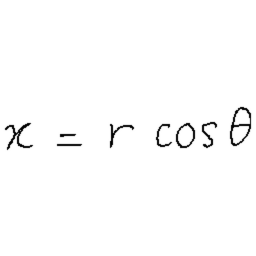 x = r cos θ